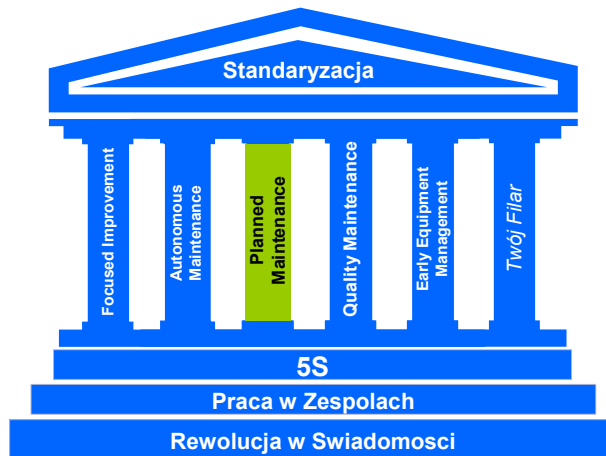 Standaryzacja
Focused Improvement
Autonomous
Maintenance
Planned
Maintenance
Quality Maintenance
Early Equipment
Management
Twój Filar
5S
Praca w Zespolach
Rewolucja w Swiadomosci